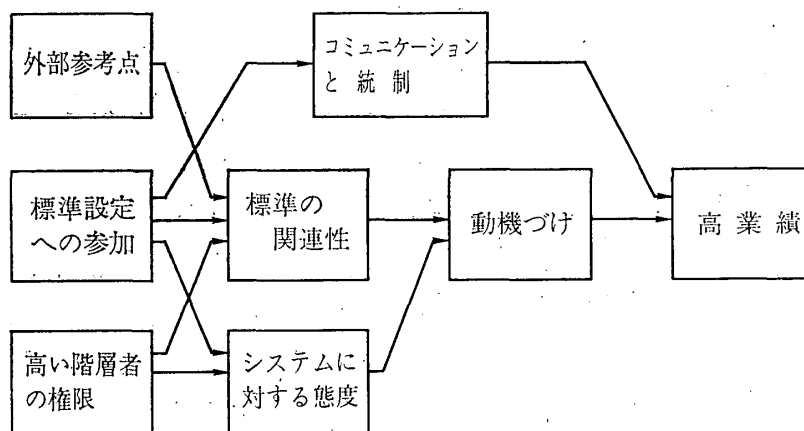 外部参考点
コミュニケーション
と統制
標準設定
への参加
標準の
関連性
動機づけ
高業績
高い階層者
の権限
システムに
対する態度